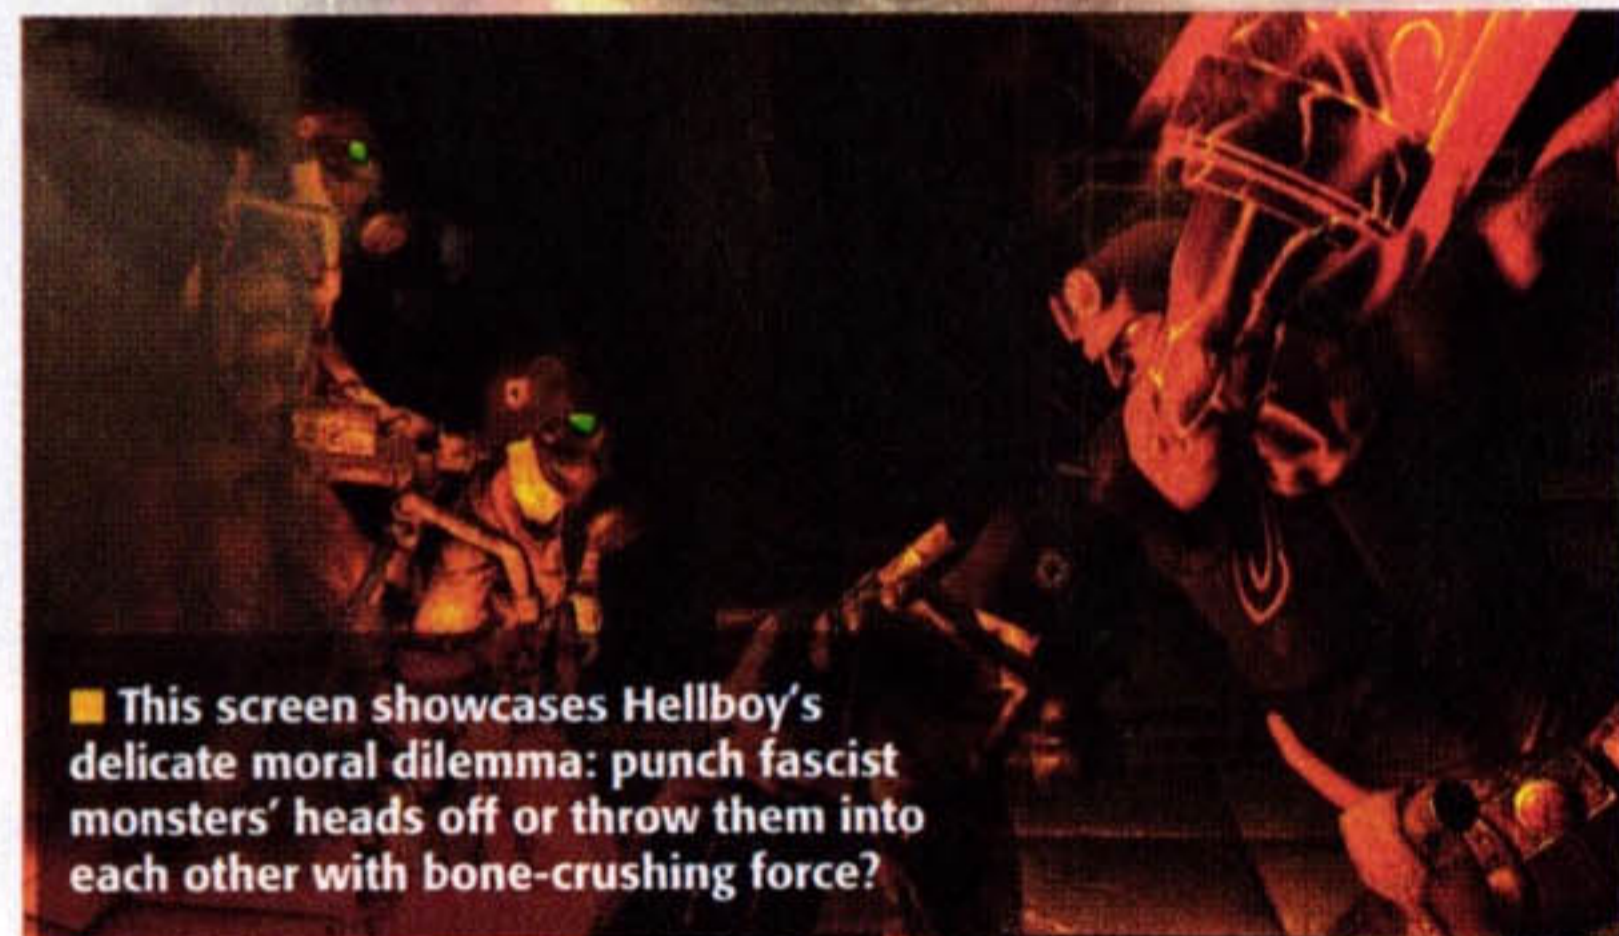 This screen showcases Hellboy's
delicate moral dilemma: punch fascist
monsters' heads off or throw them into
each other with bone-crushing force?